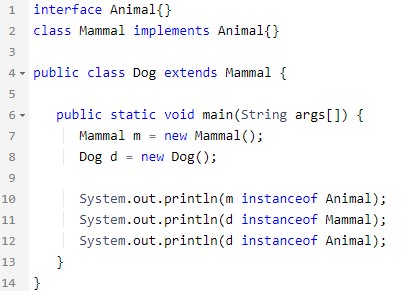 1 interface Animal{}
2 class Mammal implements Animal{}
3
4 public class Dog extends Mammal {
5
6 public static void main(String args[]) {
7 Mammal m = new Mammal();
8 Dog d = new Dog();
9
10 System.out.println(m instanceof Animal);
11 System.out.println(d instanceof Mammal);
12 System.out.println(d instanceof Animal);
13 }
14 }